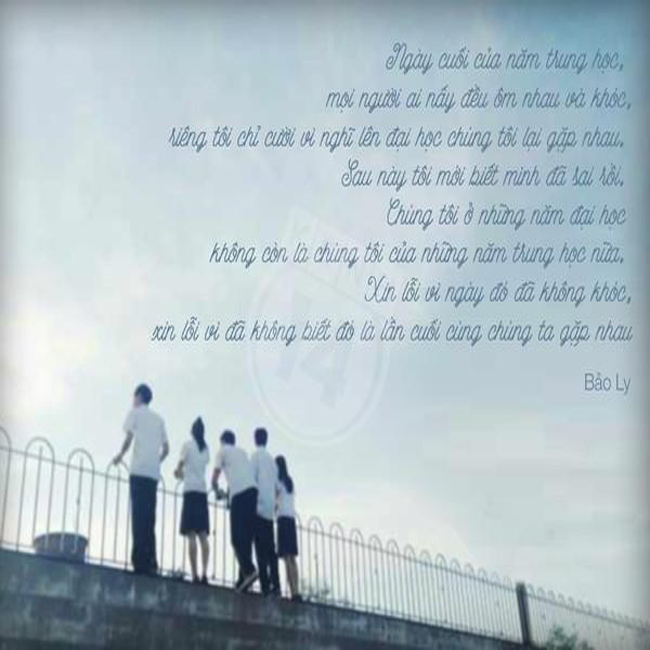 Ngày cuối của năm trung học,
mọi người ai nấy đều ôm nhau và khóc,
riêng tôi chỉ cười vì nghĩ lên đại học chúng tôi lại gặp nhau.
Sau này tôi mới biết mình đã sai rồi.
Chúng tôi ở những năm đại học
không còn là chúng tôi của những năm trung học nữa.
Xin lỗi vì ngày đó đã không khóc,
xin lỗi vì đã không biết đó là lần cuối cùng chúng ta gặp nhau
Bảo Ly
14